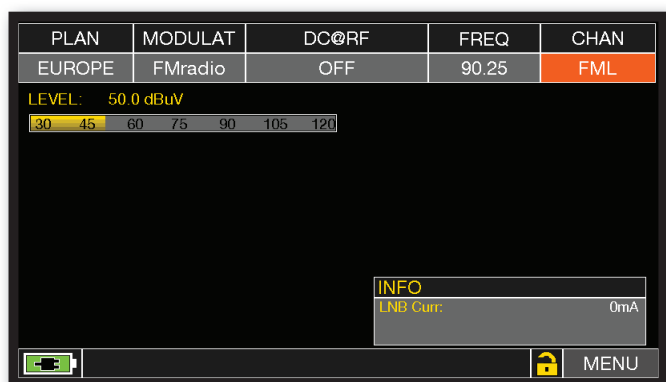 PLAN MODULAT DC@RF FREQ CHAN
EUROPE FMradio OFF 90.25 FML
LEVEL: 50.0 dBuV
30 45 60 75 90 105 120
INFO
LNB Curr: 0mA
MENU